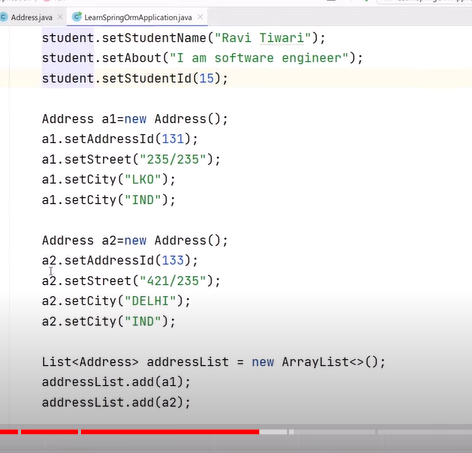 Address.java × LearnSpringOrmApplication.java ×
student.setStudentName("Ravi Tiwari");
student.setAbout("I am software engineer");
student.setStudentId(15);
Address a1=new Address();
a1.setAddressId(131);
a1.setStreet("235/235");
a1.setCity("LKO");
a1.setCity("IND");
Address a2=new Address();
a2.setAddressId(133);
a2.setStreet("421/235");
a2.setCity("DELHI");
a2.setCity("IND");
List<Address> addressList = new ArrayList<>();
addressList.add(a1);
addressList.add(a2);